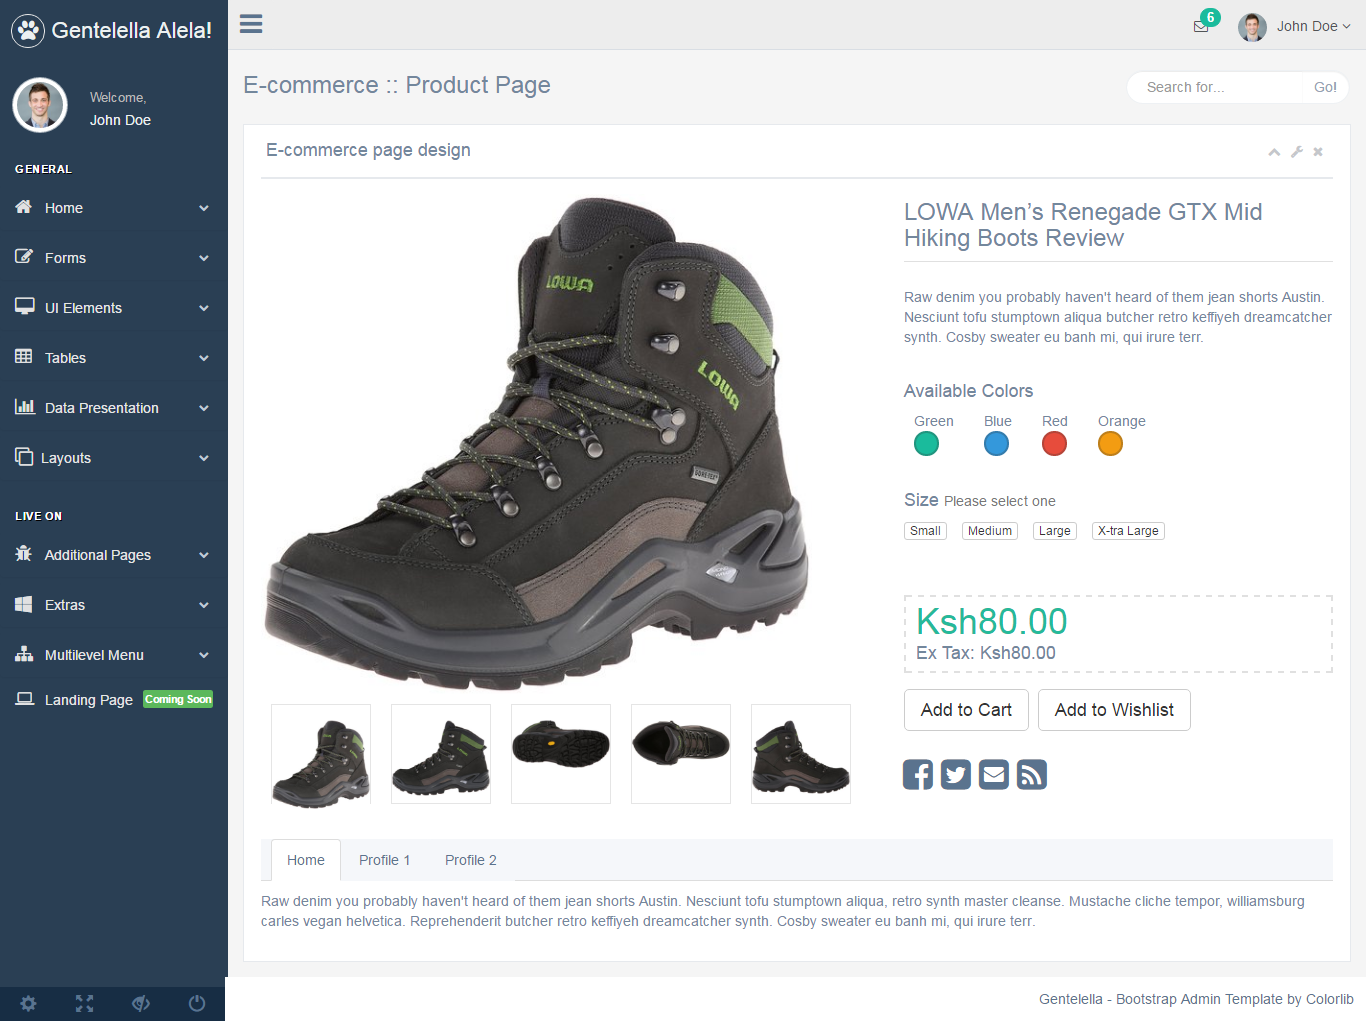 Gentelella Alela!
6
John Doe
Welcome,
John Doe
GENERAL
Home
Forms
UI Elements
Tables
Data Presentation
Layouts
LIVE ON
Additional Pages
Extras
Multilevel Menu
Landing Page Coming Soon
E-commerce :: Product Page
Search for... Go!
E-commerce page design
LOWA
LOWA
GORE-TEX
LOWA Men’s Renegade GTX Mid
Hiking Boots Review
Raw denim you probably haven't heard of them jean shorts Austin.
Nesciunt tofu stumptown aliqua butcher retro keffiyeh dreamcatcher
synth. Cosby sweater eu banh mi, qui irure terr.
Available Colors
Green Blue Red Orange
Size Please select one
Small Medium Large X-tra Large
Ksh80.00
Ex Tax: Ksh80.00
Add to Cart Add to Wishlist
Home Profile 1 Profile 2
Raw denim you probably haven't heard of them jean shorts Austin. Nesciunt tofu stumptown aliqua, retro synth master cleanse. Mustache cliche tempor, williamsburg
carles vegan helvetica. Reprehenderit butcher retro keffiyeh dreamcatcher synth. Cosby sweater eu banh mi, qui irure terr.
Gentelella - Bootstrap Admin Template by Colorlib